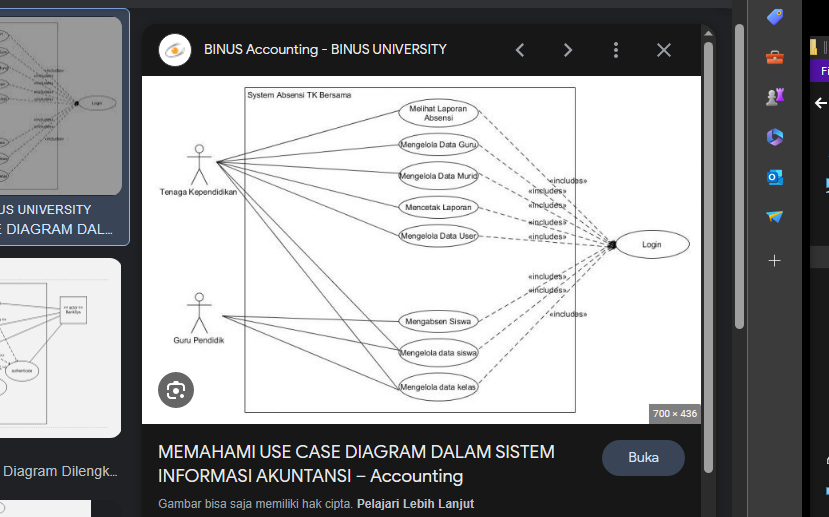 BINUS Accounting - BINUS UNIVERSITY
System Absensi TK Bersama
Melihat Laporan
Absensi
Mengelola Data Guru
Mengelola Data Murid
Mencetak Laporan
Mengelola Data User
Tenaga Kependidikan
«includes»
«includes»
«includes»
«includes»
«includes»
Login
«includes»
«includes»
«includes»
Guru Pendidik
Mengabsen Siswa
Mengelola data siswa
Mengelola data kelas
700 × 436
MEMAHAMI USE CASE DIAGRAM DALAM SISTEM
INFORMASI AKUNTANSI – Accounting
Buka
Gambar bisa saja memiliki hak cipta. Pelajari Lebih Lanjut
Login
US UNIVERSITY
E DIAGRAM DAL...
Diagram Dilengk...
Fi